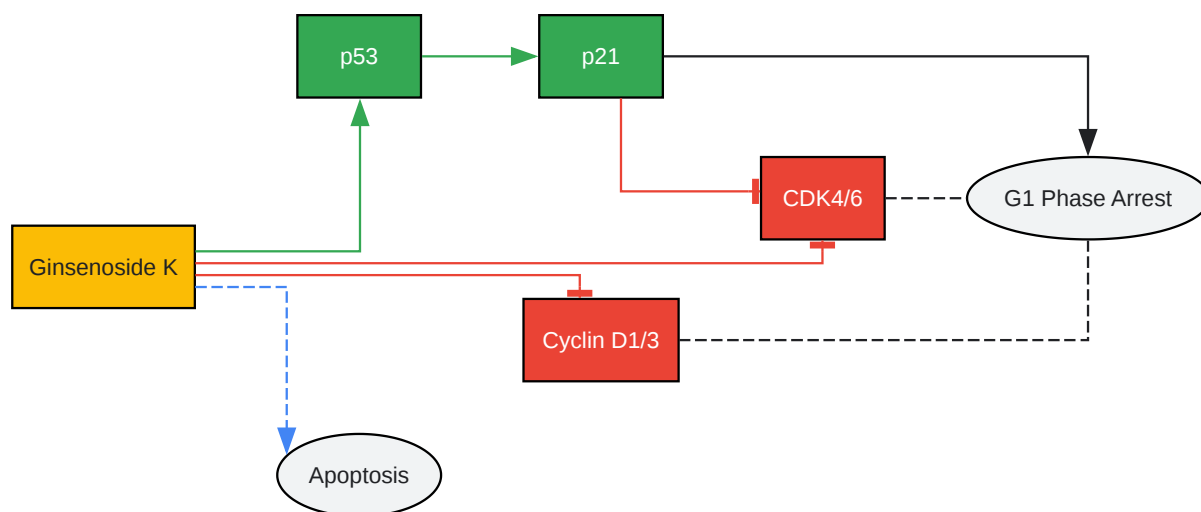 p53
p21
CDK4/6
G1 Phase Arrest
Ginsenoside K
Cyclin D1/3
Apoptosis